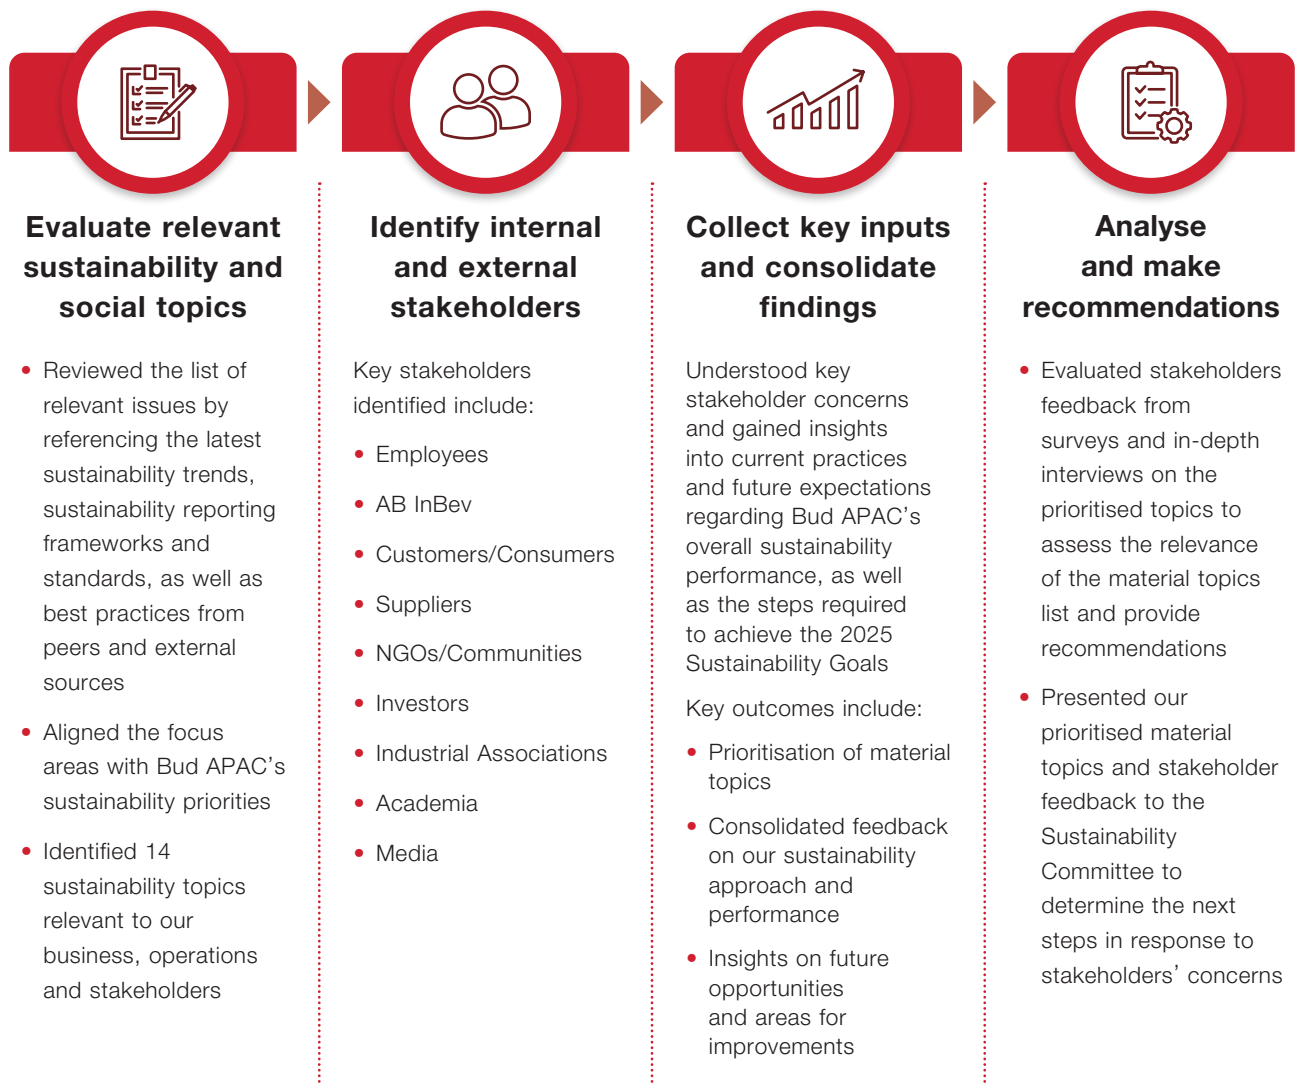 Evaluate relevant
sustainability and
social topics
• Reviewed the list of
relevant issues by
referencing the latest
sustainability trends,
sustainability reporting
frameworks and
standards, as well as
best practices from
peers and external
sources
• Aligned the focus
areas with Bud APAC’s
sustainability priorities
• Identified 14
sustainability topics
relevant to our
business, operations
and stakeholders
Identify internal
and external
stakeholders
Key stakeholders
identified include:
• Employees
• AB InBev
• Customers/Consumers
• Suppliers
• NGOs/Communities
• Investors
• Industrial Associations
• Academia
• Media
Collect key inputs
and consolidate
findings
Understood key
stakeholder concerns
and gained insights
into current practices
and future expectations
regarding Bud APAC’s
overall sustainability
performance, as well
as the steps required
to achieve the 2025
Sustainability Goals
Key outcomes include:
• Prioritisation of material
topics
• Consolidated feedback
on our sustainability
approach and
performance
• Insights on future
opportunities
and areas for
improvements
Analyse
and make
recommendations
• Evaluated stakeholders
feedback from
surveys and in-depth
interviews on the
prioritised topics to
assess the relevance
of the material topics
list and provide
recommendations
• Presented our
prioritised material
topics and stakeholder
feedback to the
Sustainability
Committee to
determine the next
steps in response to
stakeholders’ concerns